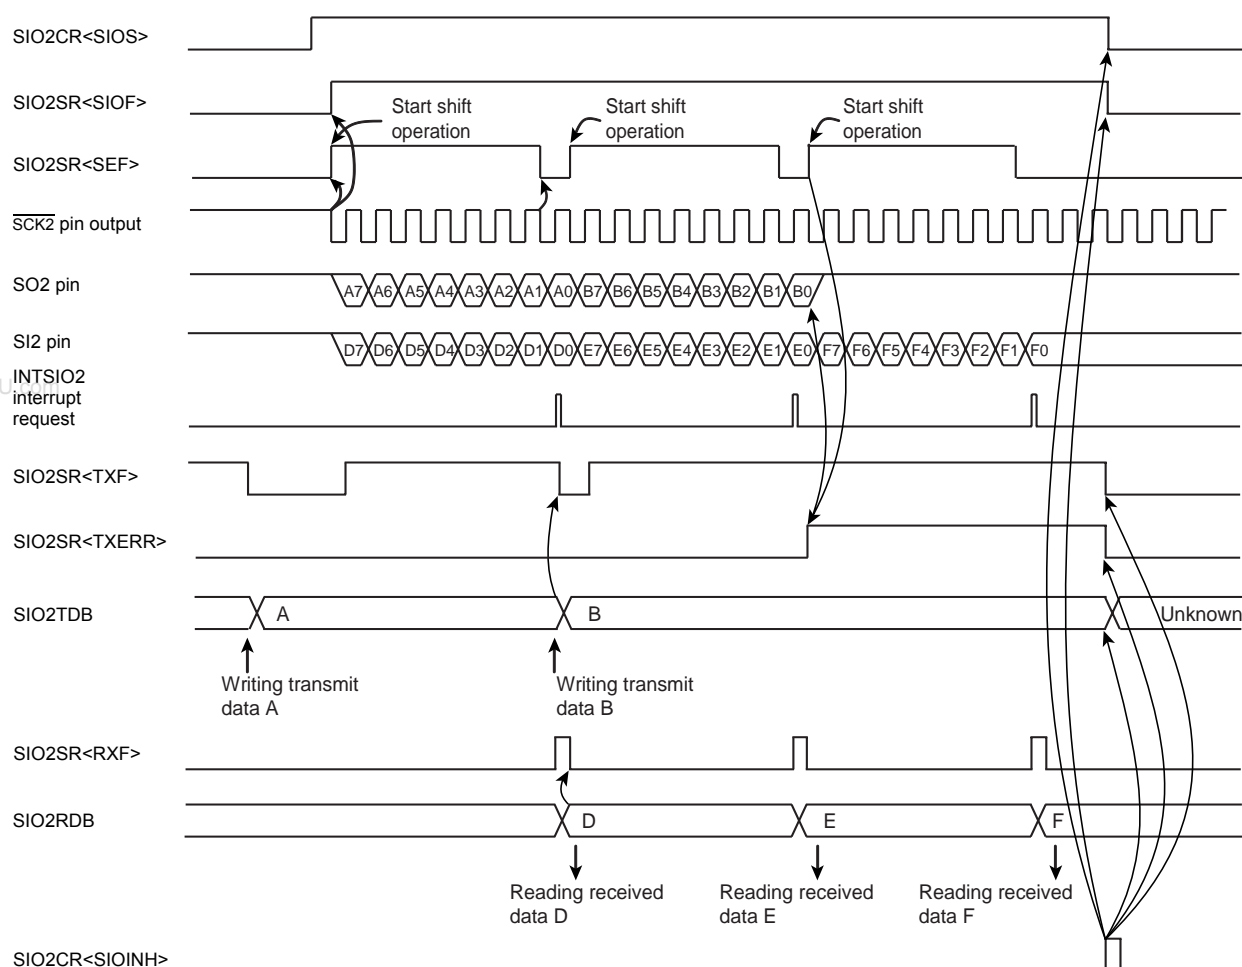 SIO2CR<SIOS>
SIO2SR<SIOF>
Start shift
operation
Start shift
operation
Start shift
operation
SIO2SR<SEF>
SCK2 pin output
SO2 pin
A7 A6 A5 A4 A3 A2 A1 A0 B7 B6 B5 B4 B3 B2 B1 B0
SI2 pin
D7 D6 D5 D4 D3 D2 D1 D0 E7 E6 E5 E4 E3 E2 E1 E0 F7 F6 F5 F4 F3 F2 F1 F0
INTSIO2
U.com
interrupt
request
SIO2SR<TXF>
SIO2SR<TXERR>
SIO2TDB
A
B
Unknown
Writing transmit
data A
Writing transmit
data B
SIO2SR<RXF>
SIO2RDB
D
E
F
Reading received
data D
Reading received
data E
Reading received
data F
SIO2CR<SIOINH>